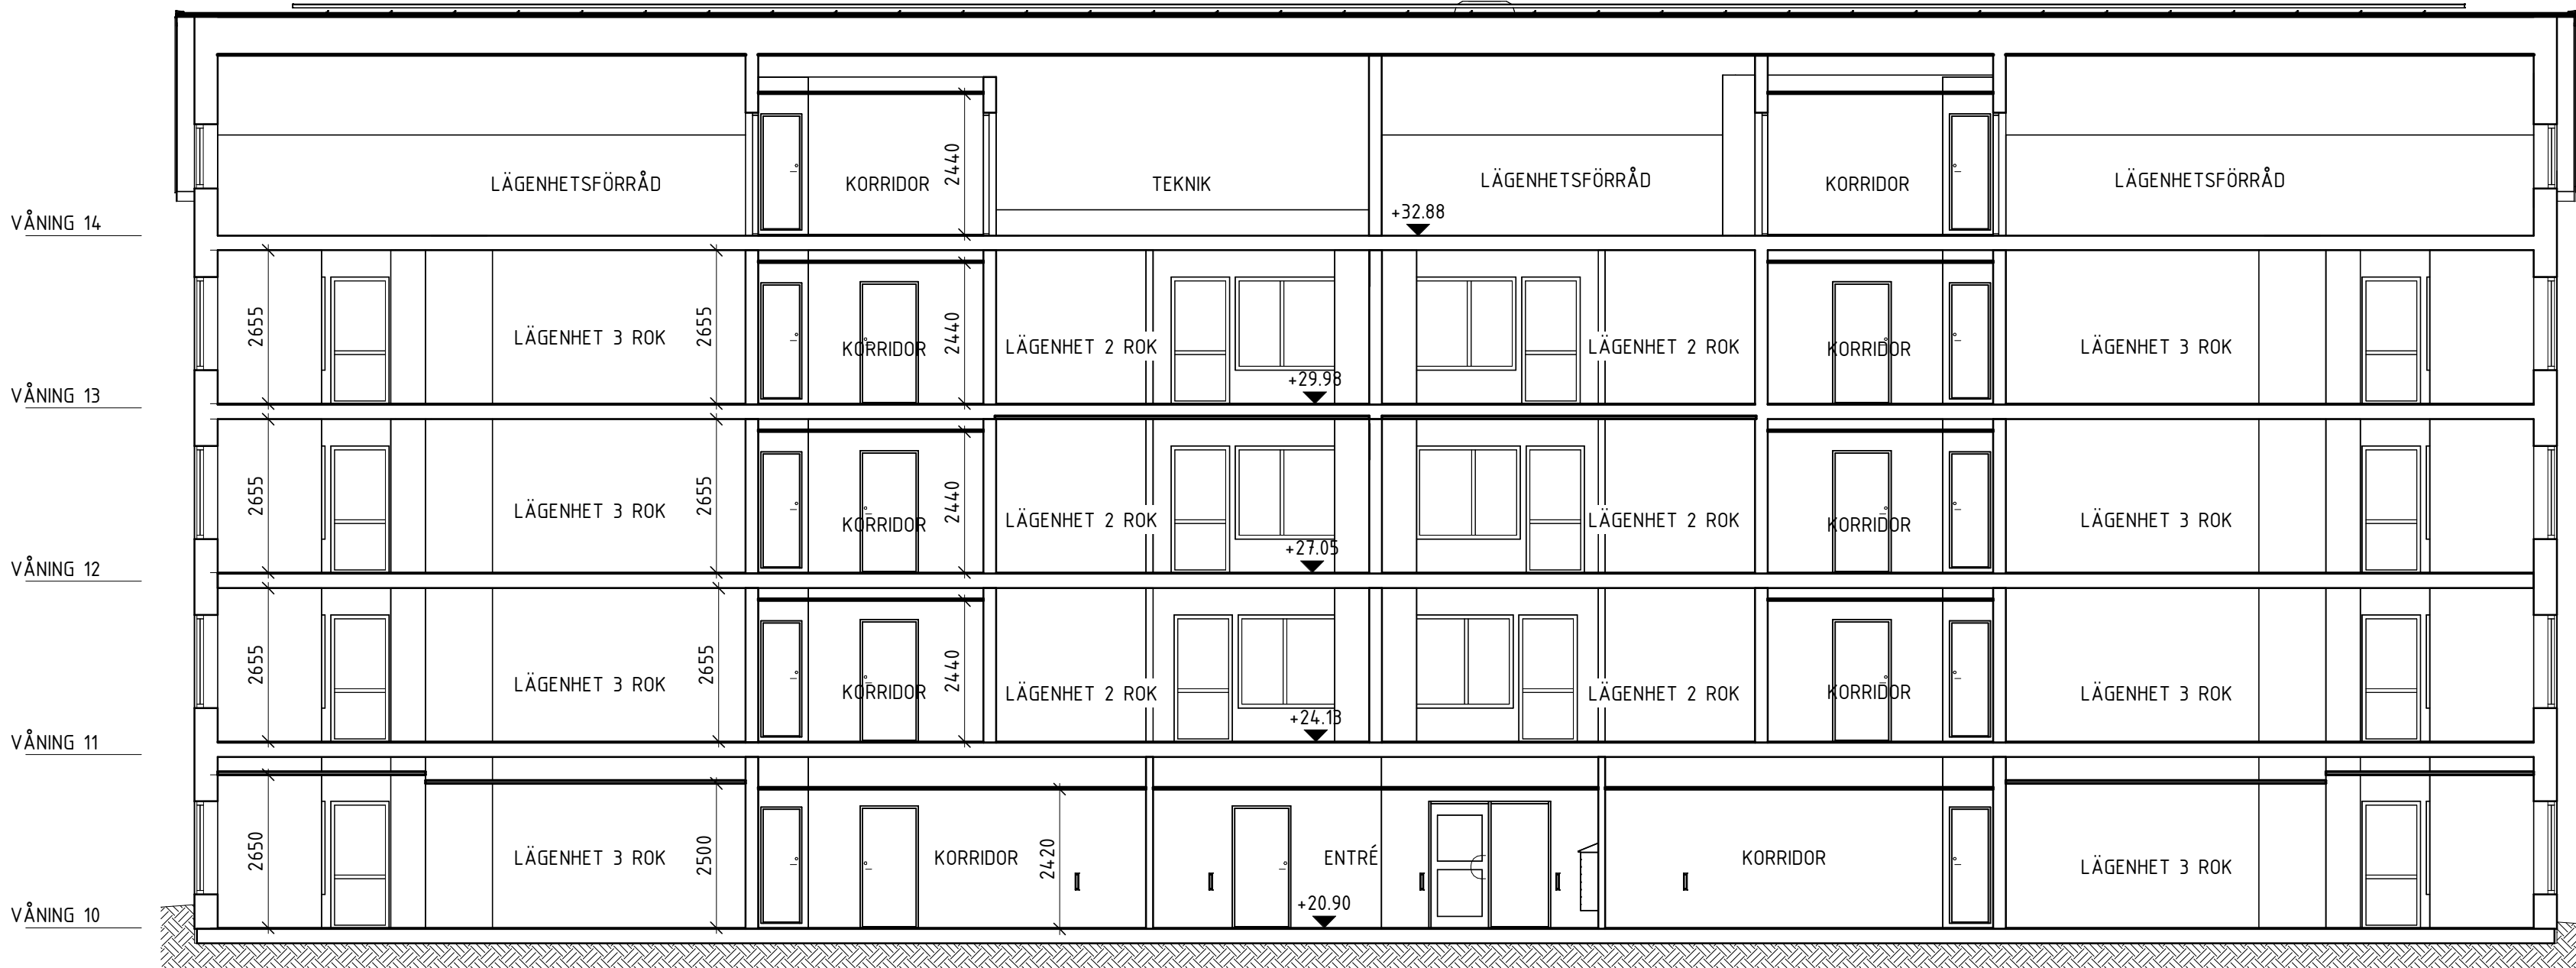 LÄGENHETSFÖRRÅD KORRIDOR 2440 TEKNIK LÄGENHETSFÖRRÅD KORRIDOR LÄGENHETSFÖRRÅD
VÅNING 14 +32.88
2655 LÄGENHET 3 ROK 2655 KORRIDOR 2440 LÄGENHET 2 ROK LÄGENHET 2 ROK KORRIDOR LÄGENHET 3 ROK
VÅNING 13 +29.98
2655 LÄGENHET 3 ROK 2655 KORRIDOR 2440 LÄGENHET 2 ROK LÄGENHET 2 ROK KORRIDOR LÄGENHET 3 ROK
VÅNING 12 +27.05
2655 LÄGENHET 3 ROK 2655 KORRIDOR 2440 LÄGENHET 2 ROK LÄGENHET 2 ROK KORRIDOR LÄGENHET 3 ROK
VÅNING 11 +24.13
2650 LÄGENHET 3 ROK 2500 KORRIDOR 2420 ENTRÉ KORRIDOR LÄGENHET 3 ROK
VÅNING 10 +20.90